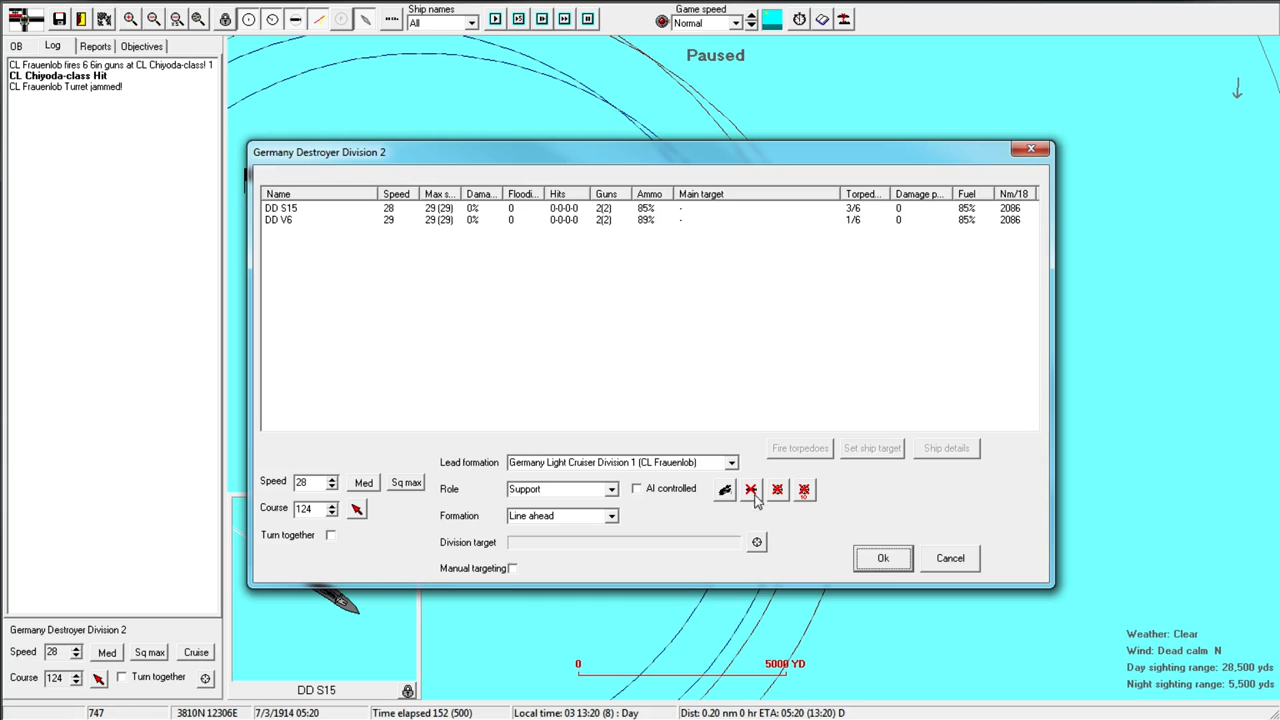 Ship names
All
Game speed
Normal
OB Log Reports Objectives
CL Frauenlob fires 6 6in guns at CL Chiyoda-class! 1
CL Chiyoda-class Hit
CL Frauenlob Turret jammed!
Paused
Germany Destroyer Division 2
Name Speed Max s... Dama... Floodi... Hits Guns Ammo Main target Torped... Damage p... Fuel Nm/18
DD S15 28 29 (29) 0% 0 0-0-0-0 2(2) 85% - 3/6 0 85% 2086
DD V6 29 29 (29) 0% 0 0-0-0-0 2(2) 89% - 1/6 0 85% 2086
Fire torpedoes Set ship target Ship details
Lead formation Germany Light Cruiser Division 1 (CL Frauenlob)
Speed 28 Med Sq max
Role Support AI controlled
10
Course 124
Formation Line ahead
Turn together
Division target
Manual targeting
Ok Cancel
Germany Destroyer Division 2
Speed 28 Med Sq max Cruise
Course 124 Turn together
DD S15
0 5000 YD
Weather: Clear
Wind: Dead calm N
Day sighting range: 28,500 yds
Night sighting range: 5,500 yds
747 3810N 12306E 7/3/1914 05:20 Time elapsed 152 (500) Local time: 03 13:20 (8) : Day Dist: 0.20 nm 0 hr ETA: 05:20 (13:20) D